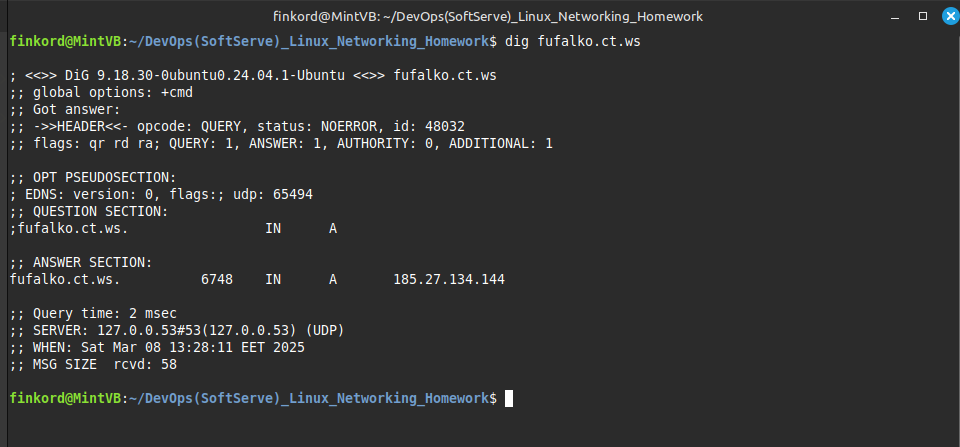 finkord@MintVB: ~/DevOps(SoftServe)_Linux_Networking_Homework
finkord@MintVB:~/DevOps(SoftServe)_Linux_Networking_Homework$ dig fufalko.ct.ws
; <<>> DiG 9.18.30-0ubuntu0.24.04.1-Ubuntu <<>> fufalko.ct.ws
;; global options: +cmd
;; Got answer:
;; ->>HEADER<<- opcode: QUERY, status: NOERROR, id: 48032
;; flags: qr rd ra; QUERY: 1, ANSWER: 1, AUTHORITY: 0, ADDITIONAL: 1
;; OPT PSEUDOSECTION:
; EDNS: version: 0, flags:; udp: 65494
;; QUESTION SECTION:
;fufalko.ct.ws. IN A
;; ANSWER SECTION:
fufalko.ct.ws. 6748 IN A 185.27.134.144
;; Query time: 2 msec
;; SERVER: 127.0.0.53#53(127.0.0.53) (UDP)
;; WHEN: Sat Mar 08 13:28:11 EET 2025
;; MSG SIZE  rcvd: 58
finkord@MintVB:~/DevOps(SoftServe)_Linux_Networking_Homework$